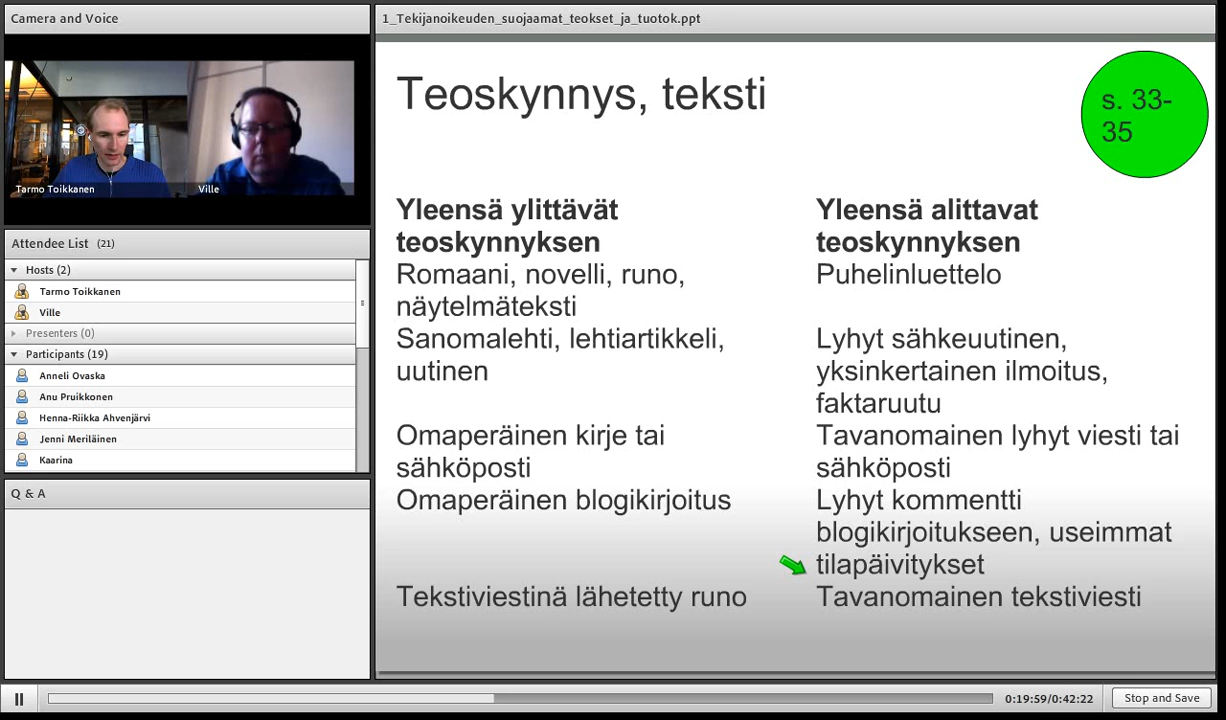 Camera and Voice
Tarmo Toikkanen
Ville
Attendee List (21)
Hosts (2)
Tarmo Toikkanen
Ville
Presenters (0)
Participants (19)
Anneli Ovaska
Anu Pruikkonen
Henna-Riikka Ahvenjärvi
Jenni Meriläinen
Kaarina
Q & A
1_Tekijanoikeuden_suojaamat_teokset_ja_tuotok.ppt
Teoskynnys, teksti
s. 33-
35
Yleensä ylittävät
teoskynnyksen
Romaani, novelli, runo,
näytelmäteksti
Sanomalehti, lehtiartikkeli,
uutinen
Omaperäinen kirje tai
sähköposti
Omaperäinen blogikirjoitus
Tekstiviestinä lähetetty runo
Yleensä alittavat
teoskynnyksen
Puhelinluettelo
Lyhyt sähkeuutinen,
yksinkertainen ilmoitus,
faktaruutu
Tavanomainen lyhyt viesti tai
sähköposti
Lyhyt kommentti
blogikirjoitukseen, useimmat
tilapäivitykset
Tavanomainen tekstiviesti
0:19:59/0:42:22
Stop and Save